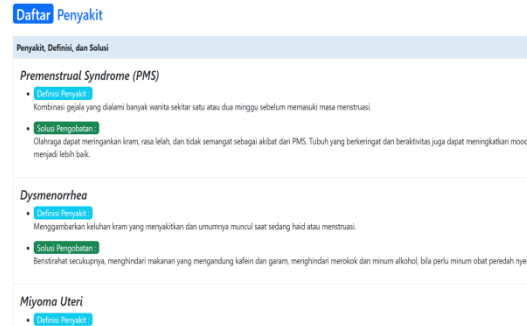 Daftar Penyakit
Penyakit, Definisi, dan Solusi
Premenstrual Syndrome (PMS)
Definisi Penyakit :
Kombinasi gejala yang dialami banyak wanita sekitar satu atau dua minggu sebelum memasuki masa menstruasi.
Solusi Pengobatan :
Olahraga dapat meringankan kram, rasa lelah, dan tidak semangat sebagai akibat dari PMS. Tubuh yang berkeringat dan beraktivitas juga dapat meningkatkan mood
menjadi lebih baik.
Dysmenorrhea
Definisi Penyakit :
Menggambarkan keluhan kram yang menyakitkan dan umumnya muncul saat sedang haid atau menstruasi.
Solusi Pengobatan :
Beristirahat secukupnya, menghindari makanan yang mengandung kafein dan garam, menghindari merokok dan minum alkohol, bila perlu minum obat peredah nye
Miyoma Uteri
Definisi Penyakit :